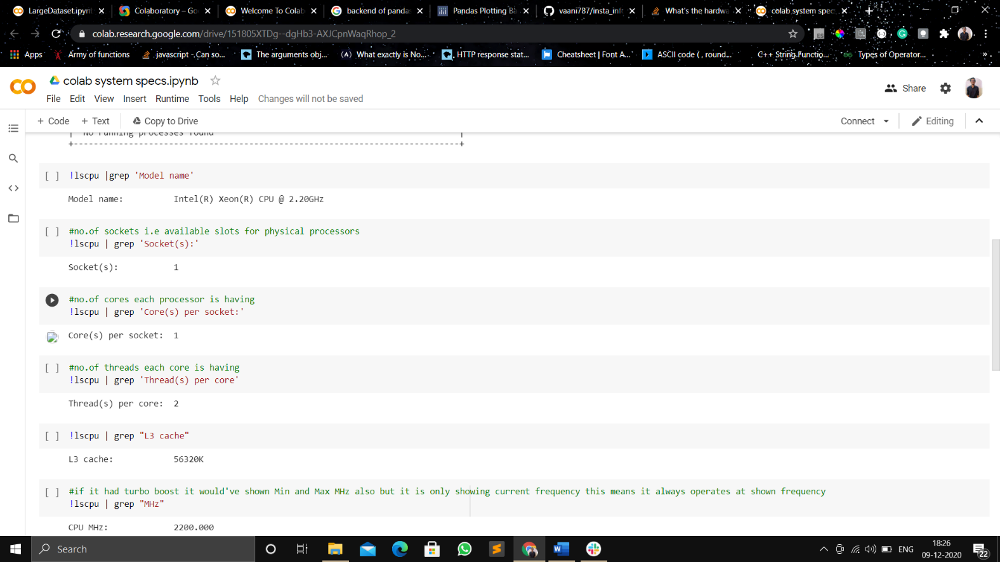 LargeDataset.ipyn
Colaboratory – Go
Welcome To Colab
backend of pandas
Pandas Plotting Ba
vaani787/insta_inf
What's the hardwa
colab system spec
colab.research.google.com/drive/151805XTDg--dgHb3-AXJCpnWaqRhop_2
Apps
Army of functions
javascript - Can so...
The arguments obj...
What exactly is No...
HTTP response stat...
Cheatsheet | Font A...
ASCII code ( , round...
C++ String Functio...
Types of Operator...
»
CO
colab system specs.ipynb
Share
File Edit View Insert Runtime Tools Help Changes will not be saved
+ Code + Text Copy to Drive
Connect
Editing
| No running processes found |
+-----------------------------------------------------------------------------+
[ ] !lscpu |grep 'Model name'
Model name: Intel(R) Xeon(R) CPU @ 2.20GHz
[ ] #no.of sockets i.e available slots for physical processors
!lscpu | grep 'Socket(s):'
Socket(s): 1
#no.of cores each processor is having
!lscpu | grep 'Core(s) per socket:'
Core(s) per socket: 1
[ ] #no.of threads each core is having
!lscpu | grep 'Thread(s) per core'
Thread(s) per core: 2
[ ] !lscpu | grep "L3 cache"
L3 cache: 56320K
[ ] #if it had turbo boost it would've shown Min and Max MHz also but it is only showing current frequency this means it always operates at shown frequency
!lscpu | grep "MHz"
CPU MHz: 2200.000
Search
ENG
18:26
09-12-2020
22